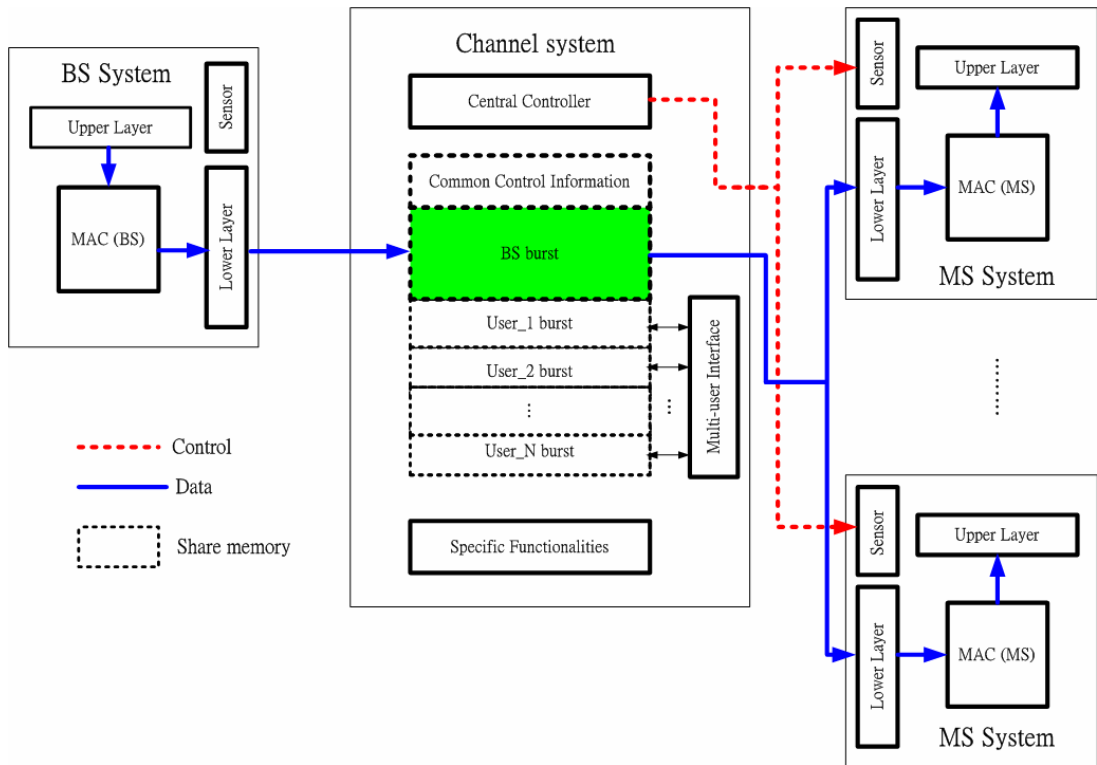 BS System
Upper Layer
Sensor
MAC (BS)
Lower Layer
Control
Data
Share memory
Channel system
Central Controller
Common Control Information
BS burst
User_1 burst
User_2 burst
...
User_N burst
...
Multi-user Interface
Specific Functionalities
Sensor
Upper Layer
Lower Layer
MAC (MS)
MS System
........
Sensor
Upper Layer
Lower Layer
MAC (MS)
MS System